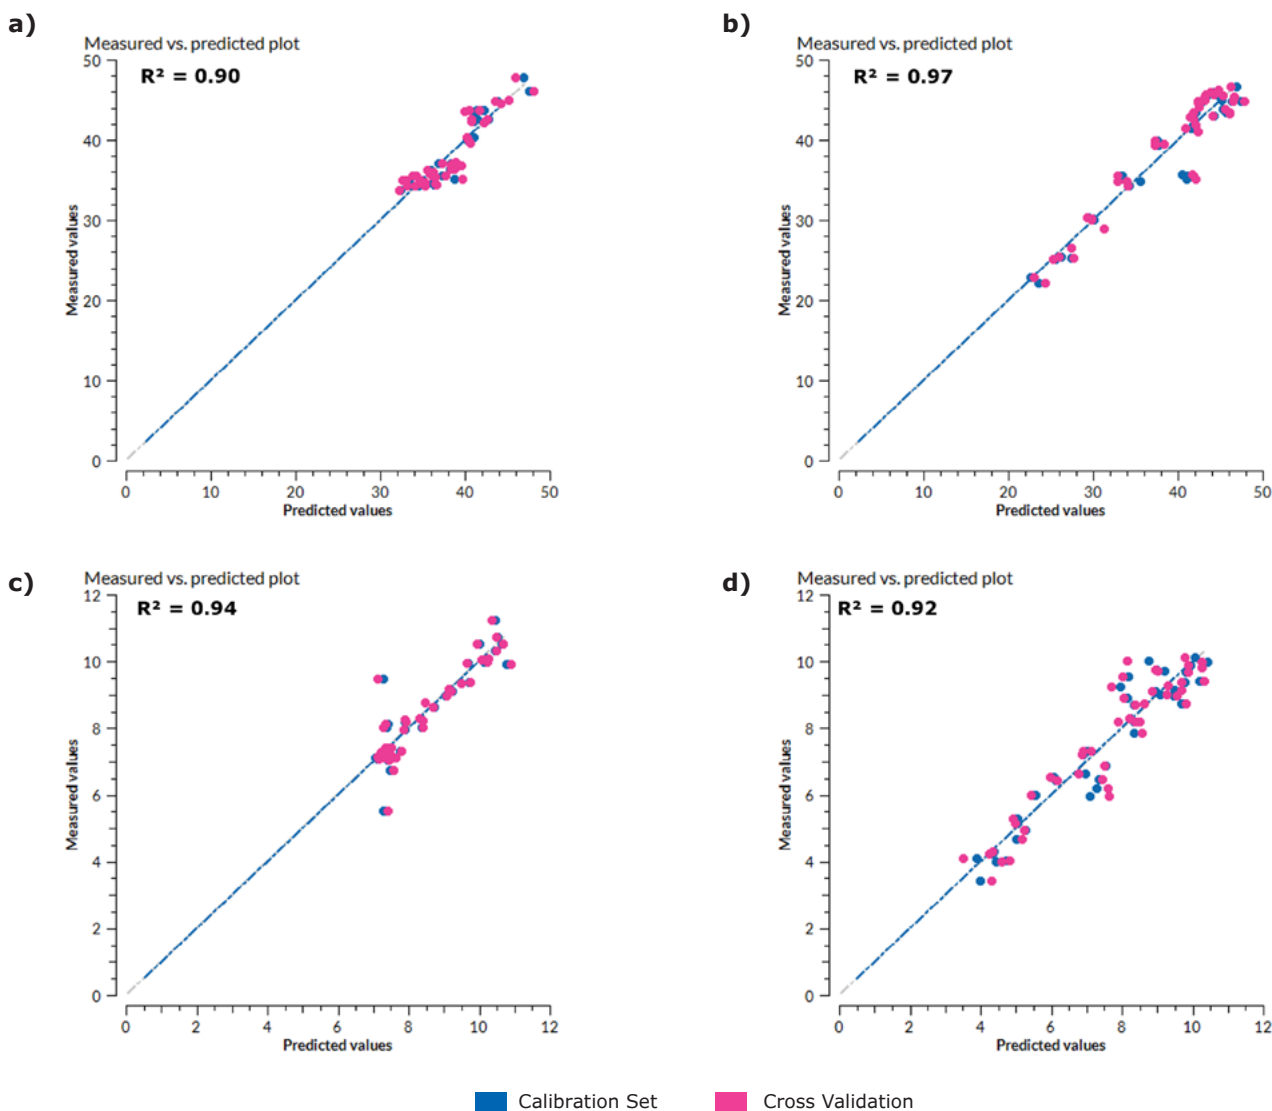 a)
Measured vs. predicted plot
R² = 0.90
50
40
30
20
10
0
Measured values
0 10 20 30 40 50
Predicted values
b)
Measured vs. predicted plot
R² = 0.97
50
40
30
20
10
0
Measured values
0 10 20 30 40 50
Predicted values
c)
Measured vs. predicted plot
R² = 0.94
12
10
8
6
4
2
0
Measured values
0 2 4 6 8 10 12
Predicted values
d)
Measured vs. predicted plot
R² = 0.92
12
10
8
6
4
2
0
Measured values
0 2 4 6 8 10 12
Predicted values
Calibration Set Cross Validation